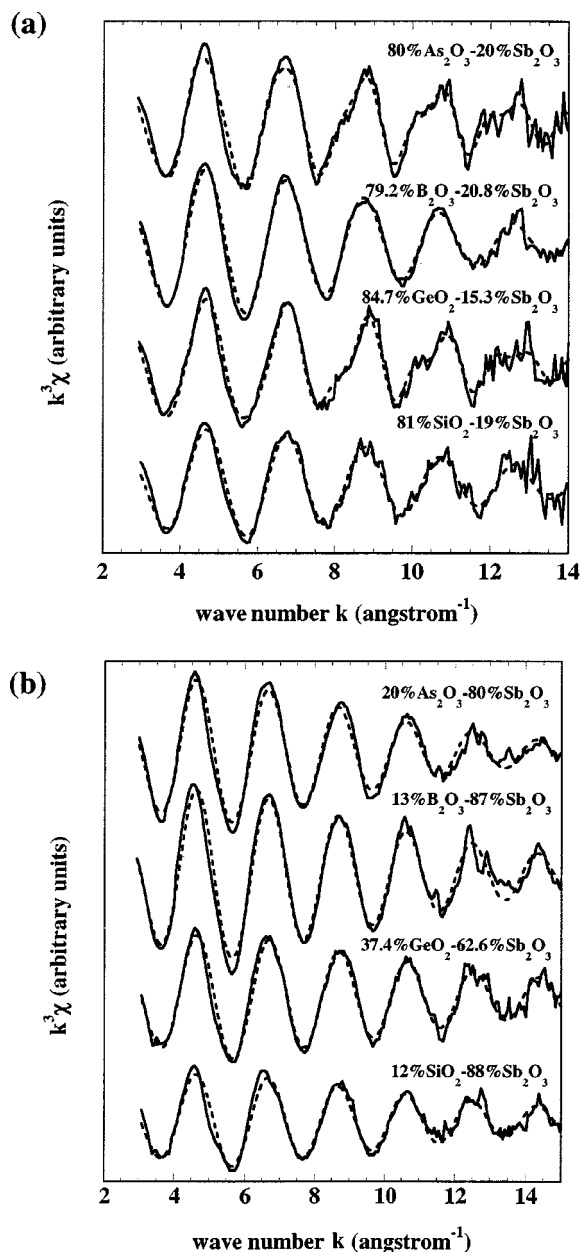 (a)
80%As₂O₃-20%Sb₂O₃
79.2%B₂O₃-20.8%Sb₂O₃
84.7%GeO₂-15.3%Sb₂O₃
81%SiO₂-19%Sb₂O₃
k³χ (arbitrary units)
2 4 6 8 10 12 14
wave number k (angstrom⁻¹)
(b)
20%As₂O₃-80%Sb₂O₃
13%B₂O₃-87%Sb₂O₃
37.4%GeO₂-62.6%Sb₂O₃
12%SiO₂-88%Sb₂O₃
k³χ (arbitrary units)
2 4 6 8 10 12 14
wave number k (angstrom⁻¹)